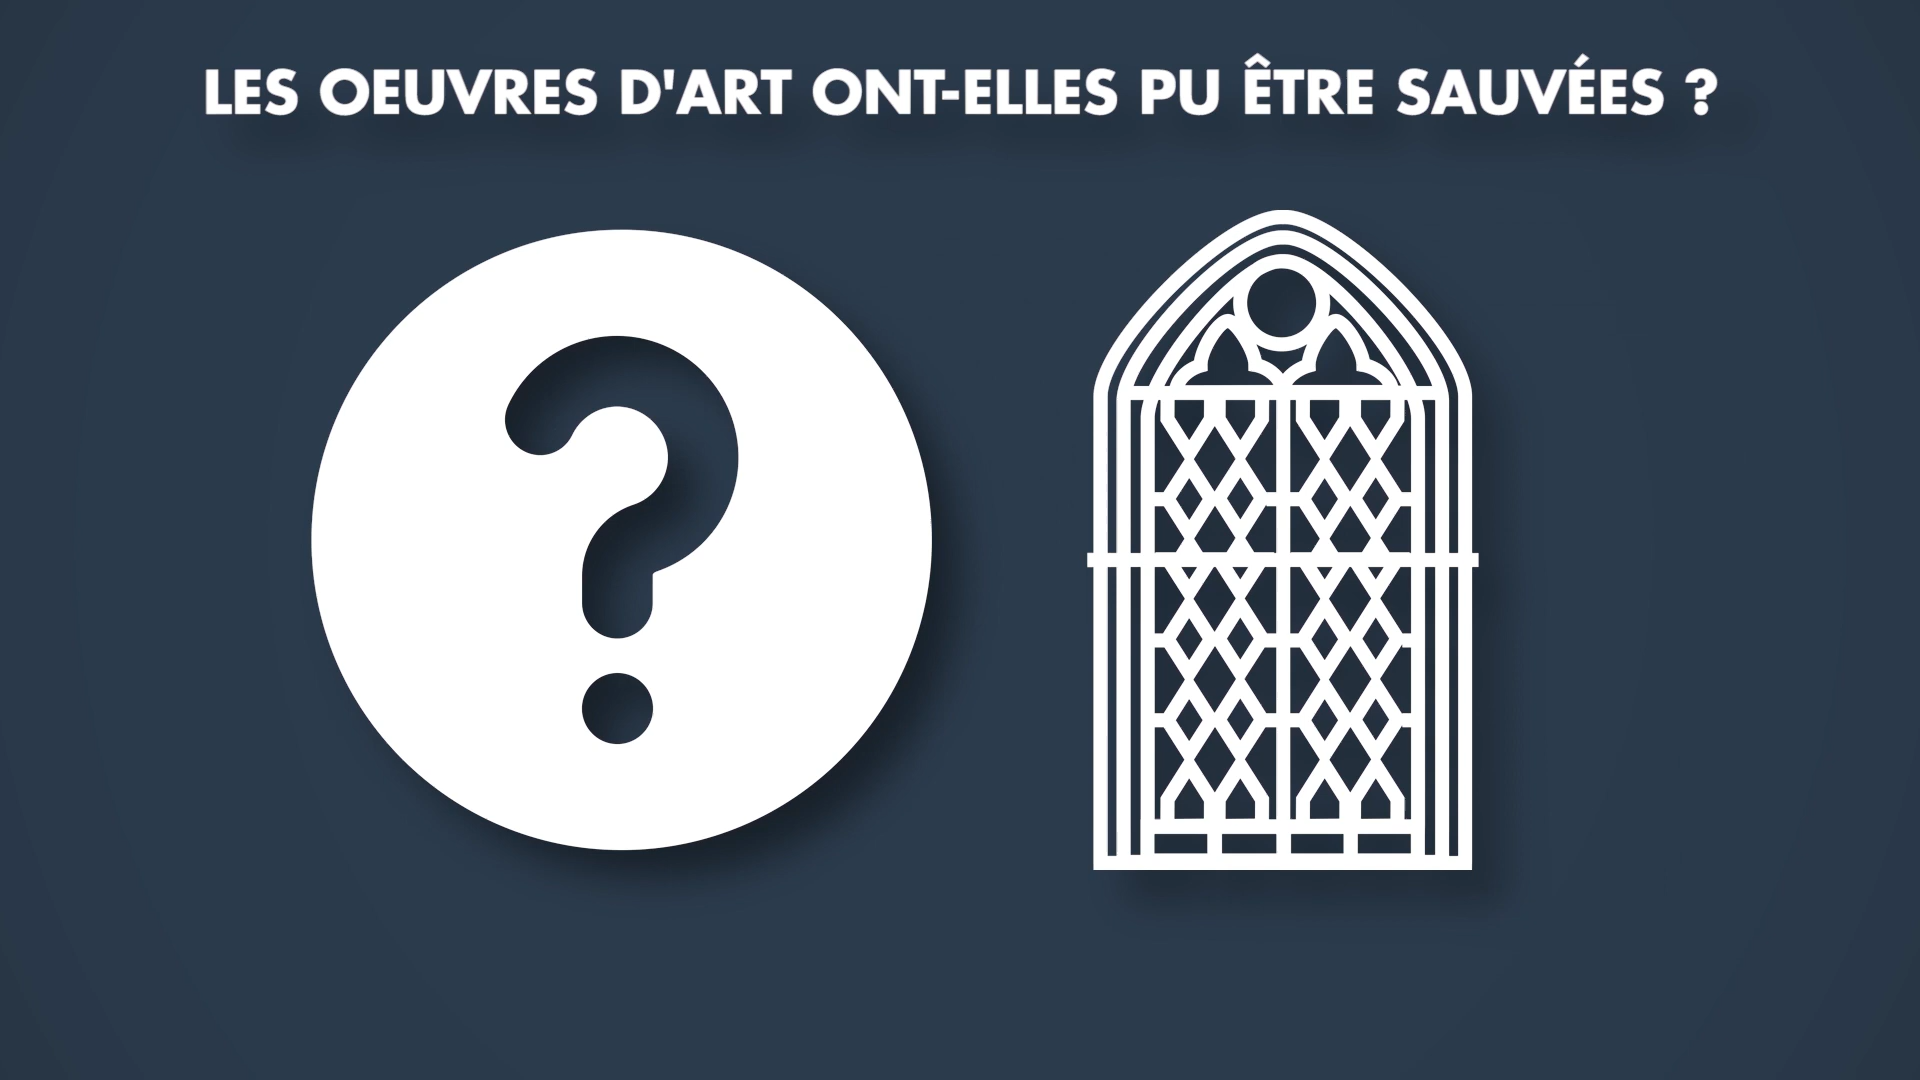 LES OEUVRES D'ART ONT-ELLES PU ÊTRE SAUVÉES ?
?